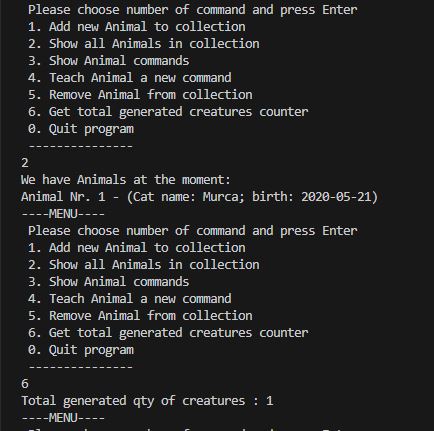 Please choose number of command and press Enter
1. Add new Animal to collection
2. Show all Animals in collection
3. Show Animal commands
4. Teach Animal a new command
5. Remove Animal from collection
6. Get total generated creatures counter
0. Quit program
---------------
2
We have Animals at the moment:
Animal Nr. 1 - (Cat name: Murca; birth: 2020-05-21)
----MENU----
Please choose number of command and press Enter
1. Add new Animal to collection
2. Show all Animals in collection
3. Show Animal commands
4. Teach Animal a new command
5. Remove Animal from collection
6. Get total generated creatures counter
0. Quit program
---------------
6
Total generated qty of creatures : 1
----MENU----